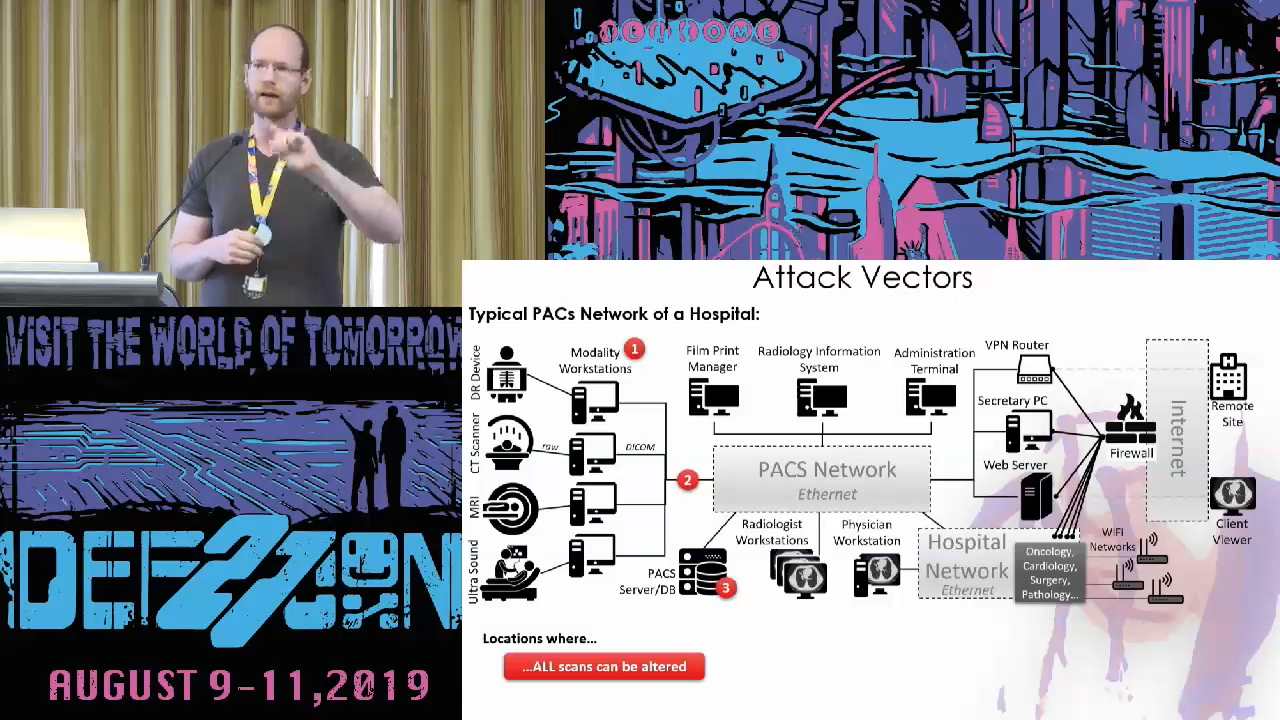 WELCOME
VISIT THE WORLD OF TOMORROW
DEFCON
AUGUST 9-11,2019
Attack Vectors
Typical PACs Network of a Hospital:
DR Device
CT Scanner
MRI
Ultra Sound
Modality
Workstations
1
raw
DICOM
2
Film Print
Manager
Radiology Information
System
Administration
Terminal
PACS Network
Ethernet
VPN Router
Secretary PC
Web Server
Firewall
Internet
Remote
Site
Client
Viewer
PACS
Server/DB
3
Radiologist
Workstations
Physician
Workstation
Hospital
Network
Ethernet
Oncology,
Cardiology,
Surgery,
Pathology...
WIFI
Networks
Locations where...
...ALL scans can be altered